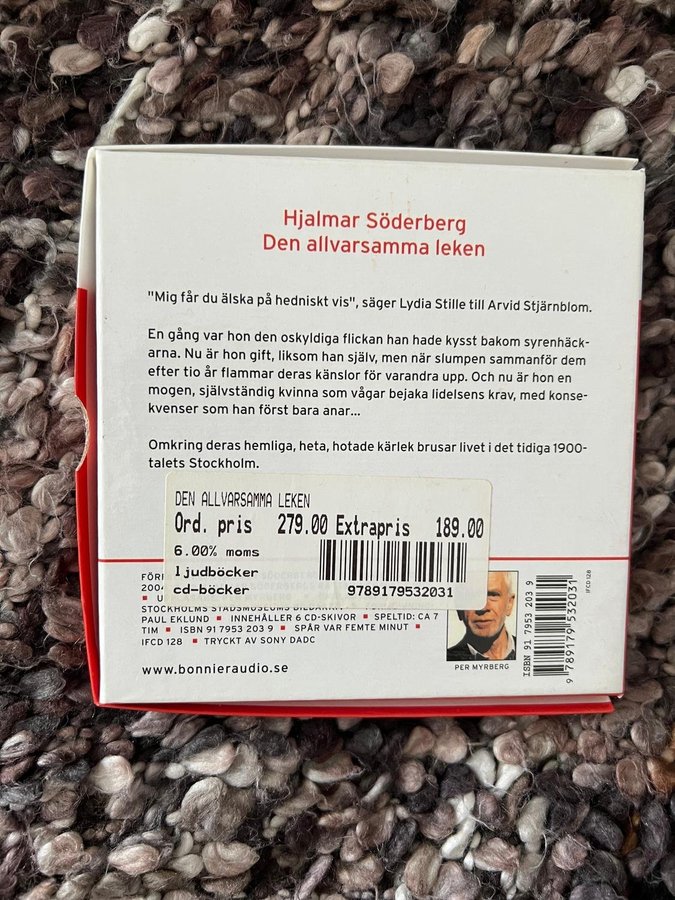 Hjalmar Söderberg
Den allvarsamma leken
"Mig får du älska på hedniskt vis", säger Lydia Stille till Arvid Stjärnblom.
En gång var hon den oskyldiga flickan han hade kysst bakom syrenhäck-
arna. Nu är hon gift, liksom han själv, men när slumpen sammanför dem
efter tio år flammar deras känslor för varandra upp. Och nu är hon en
mogen, självständig kvinna som vågar bejaka lidelsens krav, med konse-
kvenser som han först bara anar...
Omkring deras hemliga, heta, hotade kärlek brusar livet i det tidiga 1900-
talets Stockholm.
DEN ALLVARSAMMA LEKEN
Ord. pris 279.00 Extrapris 189.00
6.00% moms
ljudböcker
cd-böcker
9789179532031
STOCKHOLMS STADSMUSEUMS
PAUL EKLUND ▪ INNEHÅLLER 6 CD-SKIVOR ▪ SPELTID: CA 7
TIM ▪ ISBN 91 7953 203 9 ▪ SPÅR VAR FEMTE MINUT ▪
IFCD 128 ▪ TRYCKT AV SONY DADC
www.bonnieraudio.se
PER MYRBERG
ISBN 91 7953 203 9
9 789179 532031
IFCD 128